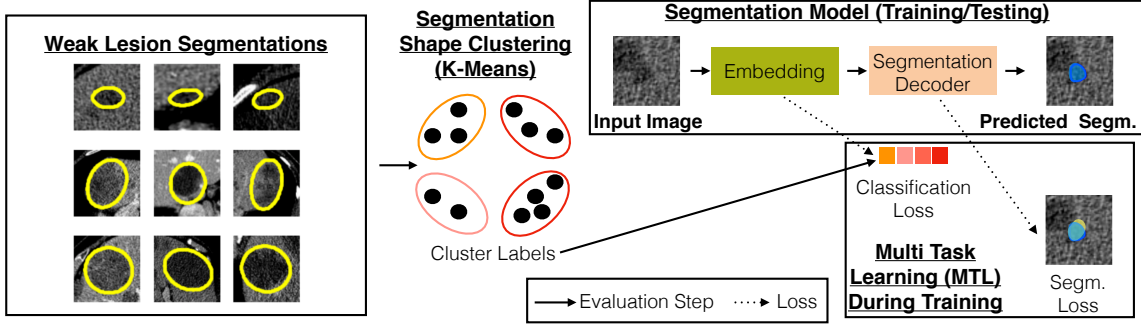 Weak Lesion Segmentations
Segmentation
Shape Clustering
(K-Means)
Cluster Labels
Segmentation Model (Training/Testing)
Input Image
Embedding
Segmentation
Decoder
Predicted Segm.
Classification
Loss
Multi Task
Learning (MTL)
During Training
Segm.
Loss
Evaluation Step
Loss